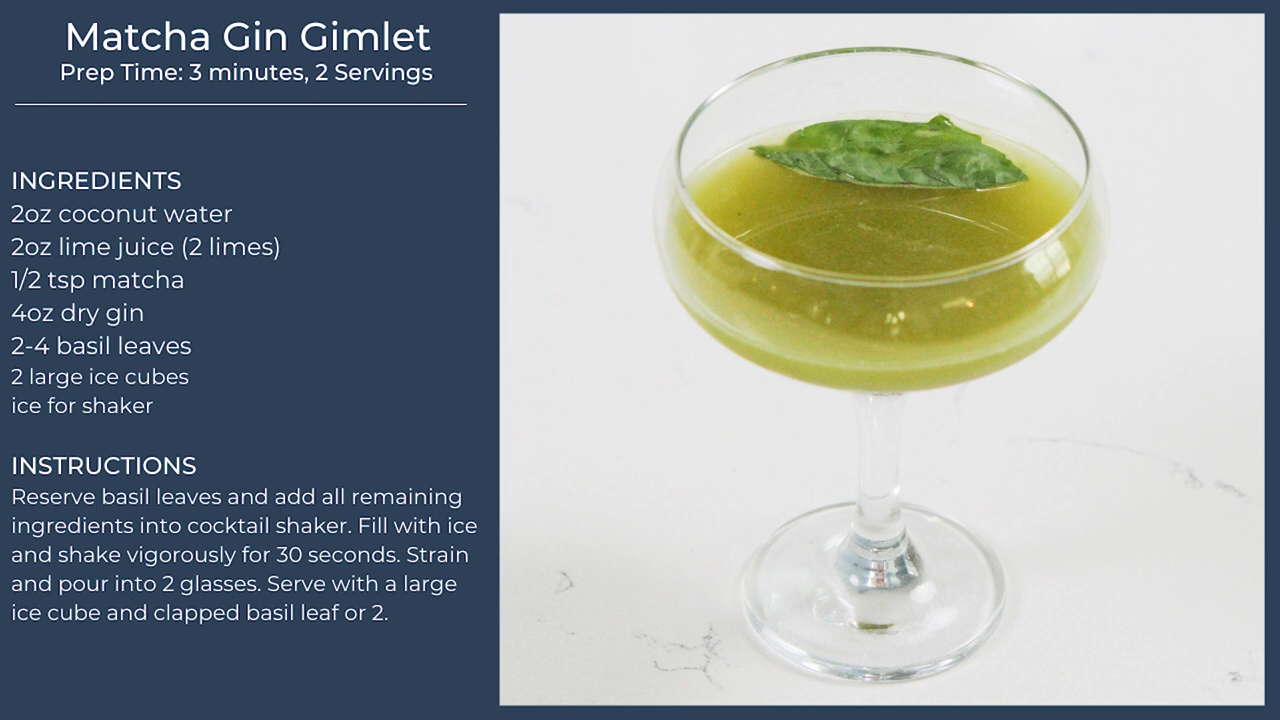 Matcha Gin Gimlet
Prep Time: 3 minutes, 2 Servings
INGREDIENTS
2oz coconut water
2oz lime juice (2 limes)
1/2 tsp matcha
4oz dry gin
2-4 basil leaves
2 large ice cubes
ice for shaker
INSTRUCTIONS
Reserve basil leaves and add all remaining
ingredients into cocktail shaker. Fill with ice
and shake vigorously for 30 seconds. Strain
and pour into 2 glasses. Serve with a large
ice cube and clapped basil leaf or 2.